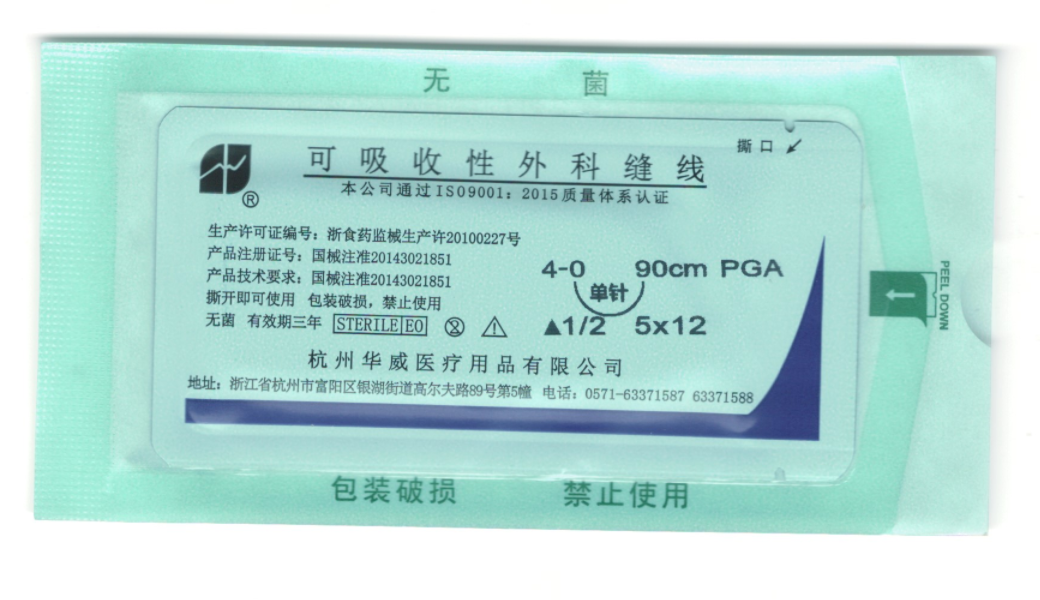 无 菌
撕口
可吸收性外科缝线
®
本公司通过ISO9001：2015质量体系认证
生产许可证编号：浙食药监械生产许20100227号
产品注册证号：国械注准20143021851
产品技术要求：国械注准20143021851
撕开即可使用 包装破损，禁止使用
无菌 有效期三年 STERILE EO
4-0 90cm PGA
单针
▲1/2 5x12
PEEL DOWN
杭州华威医疗用品有限公司
地址：浙江省杭州市富阳区银湖街道高尔夫路89号第5幢 电话：0571-63371587 63371588
包装破损 禁止使用